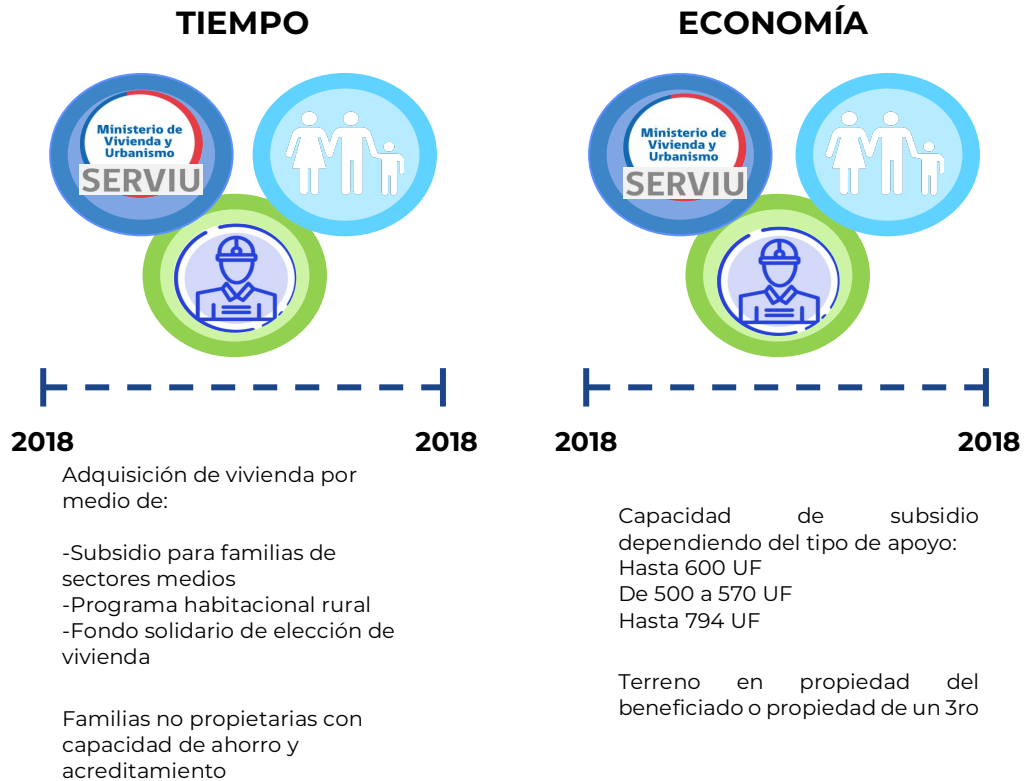 TIEMPO
Ministerio de
Vivienda y
Urbanismo
SERVIU
2018 2018
Adquisición de vivienda por
medio de:
-Subsidio para familias de
sectores medios
-Programa habitacional rural
-Fondo solidario de elección de
vivienda
Familias no propietarias con
capacidad de ahorro y
acreditamiento
ECONOMÍA
Ministerio de
Vivienda y
Urbanismo
SERVIU
2018 2018
Capacidad de subsidio
dependiendo del tipo de apoyo:
Hasta 600 UF
De 500 a 570 UF
Hasta 794 UF
Terreno en propiedad del
beneficiado o propiedad de un 3ro